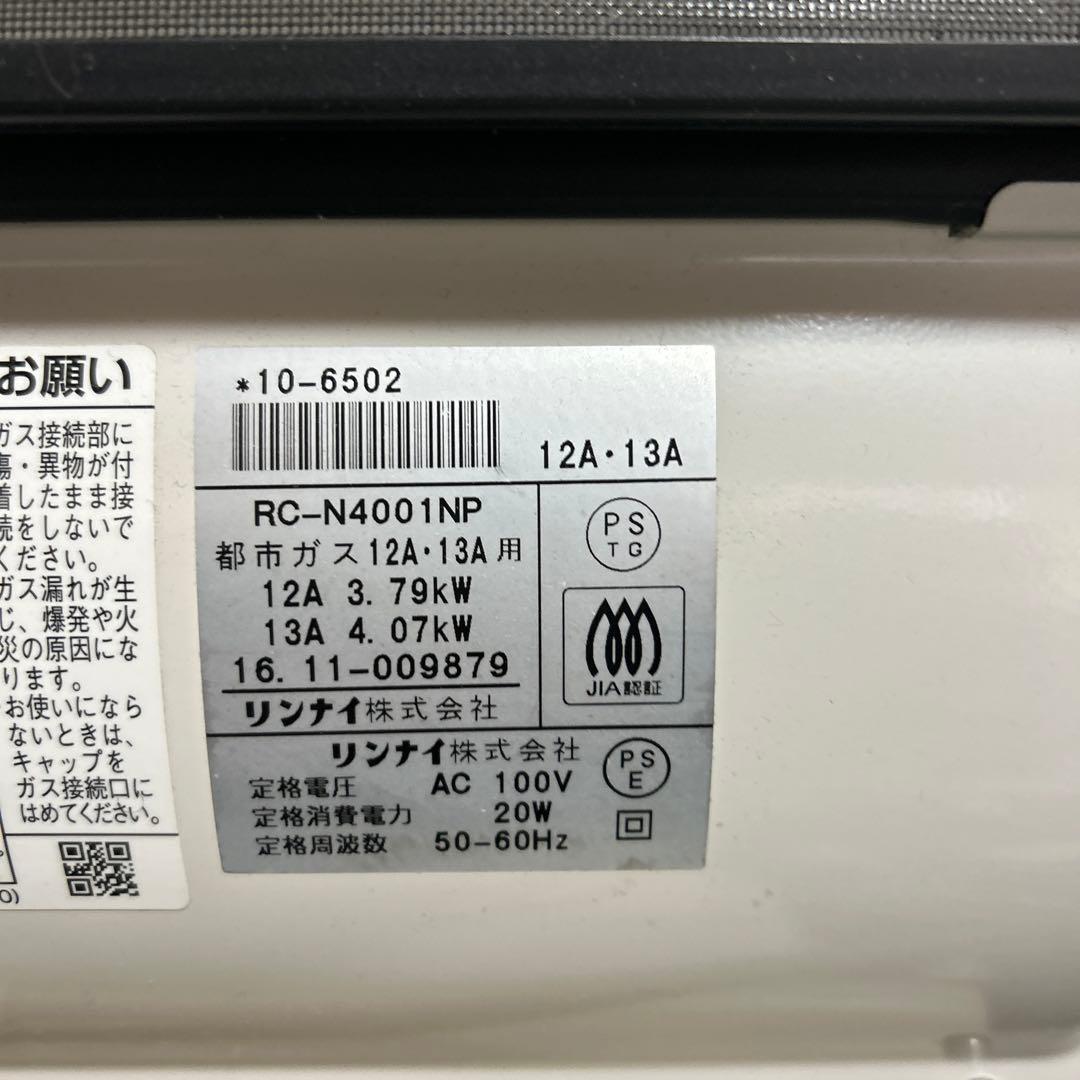 お願い
ガス接続部に
傷・異物が付
着したまま接
続をしないで
ください。
ガス漏れが生
じ、爆発や火
災の原因にな
ります。
お使いになら
ないときは、
キャップを
ガス接続口に
はめてください。
*10-6502
12A・13A
RC-N4001NP
都市ガス12A・13A用
12A 3.79kW
13A 4.07kW
16.11-009879
リンナイ株式会社
PS
TG
JIA認証
リンナイ株式会社
定格電圧 AC 100V
定格消費電力 20W
定格周波数 50-60Hz
PS
E